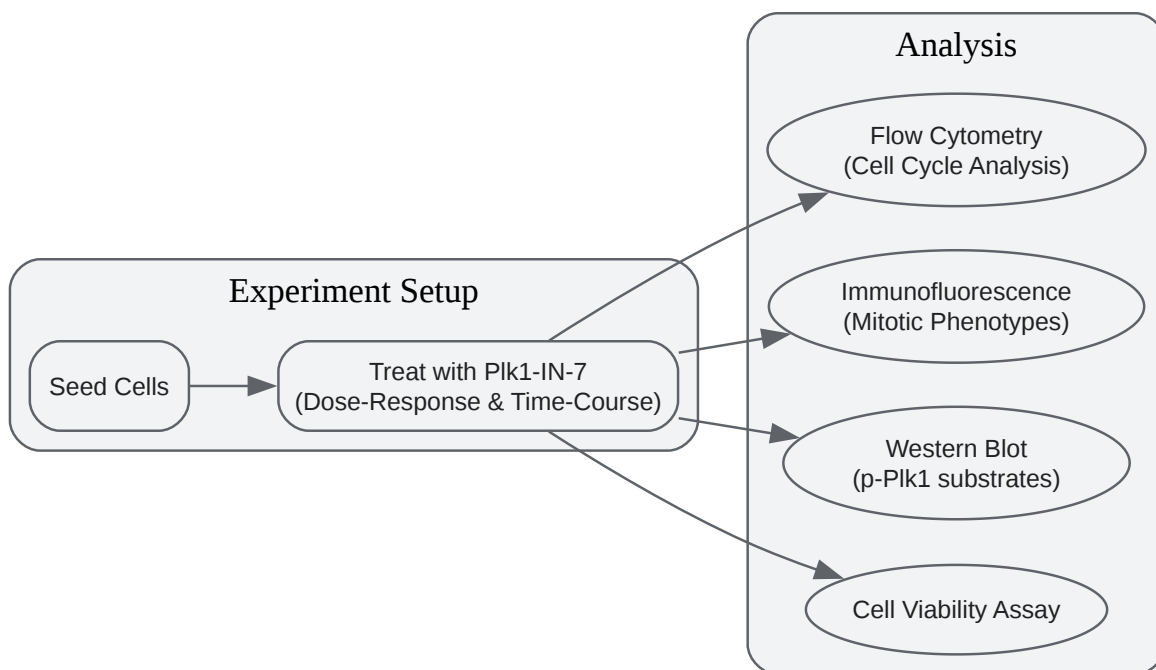 Experiment Setup
Seed Cells
Treat with Plk1-IN-7
(Dose-Response & Time-Course)
Analysis
Flow Cytometry
(Cell Cycle Analysis)
Immunofluorescence
(Mitotic Phenotypes)
Western Blot
(p-Plk1 substrates)
Cell Viability Assay